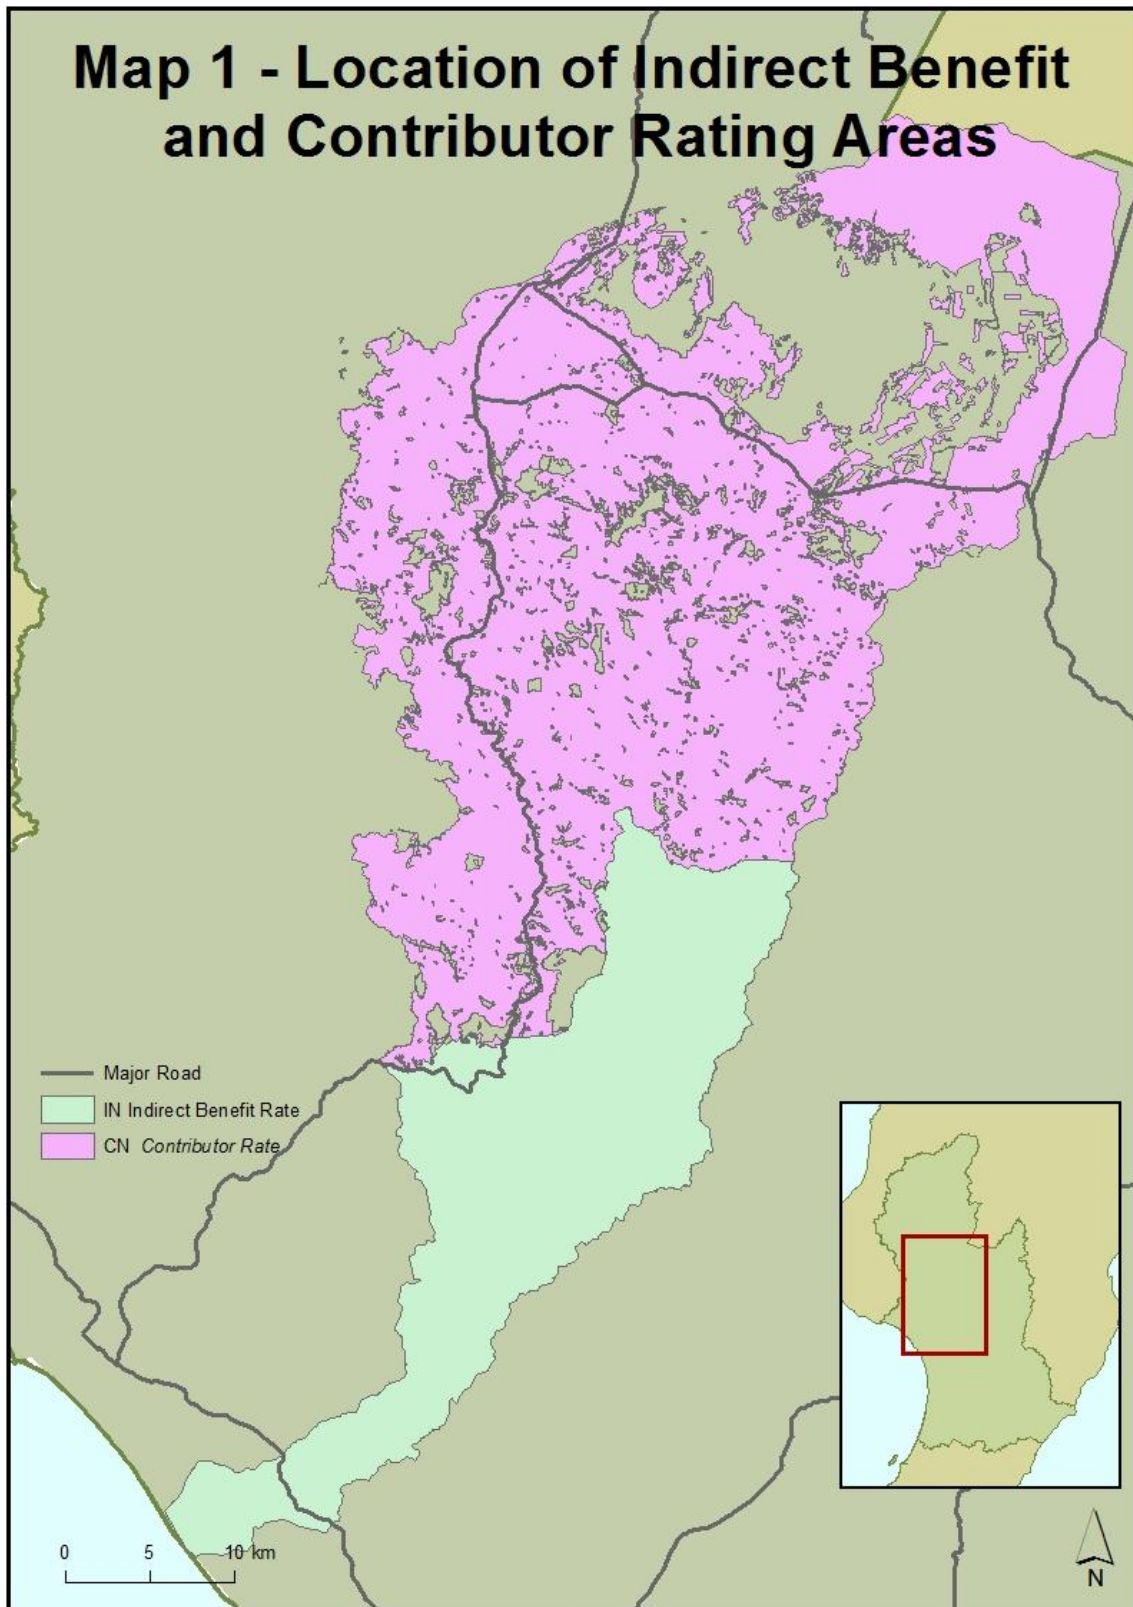 Map 1 - Location of Indirect Benefit
and Contributor Rating Areas
Major Road
IN Indirect Benefit Rate
CN Contributor Rate
0 5 10 km
N